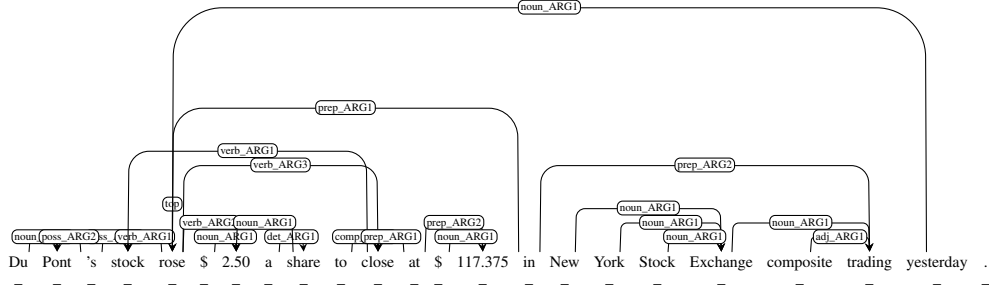 noun_ARG1
prep_ARG1
verb_ARG1
verb_ARG3
prep_ARG2
top
noun_ARG1
verb_ARG2 noun_ARG1 prep_ARG2 noun_ARG1 noun_ARG1
poss_ARG2 verb_ARG1 noun_ARG1 det_ARG1 comp prep_ARG1 noun_ARG1 noun_ARG1 adj_ARG1
Du Pont 's stock rose $ 2.50 a share to close at $ 117.375 in New York Stock Exchange composite trading yesterday .
_ _ _ _ _ _ _ _ _ _ _ _ _ _ _ _ _ _ _ _ _ _ _